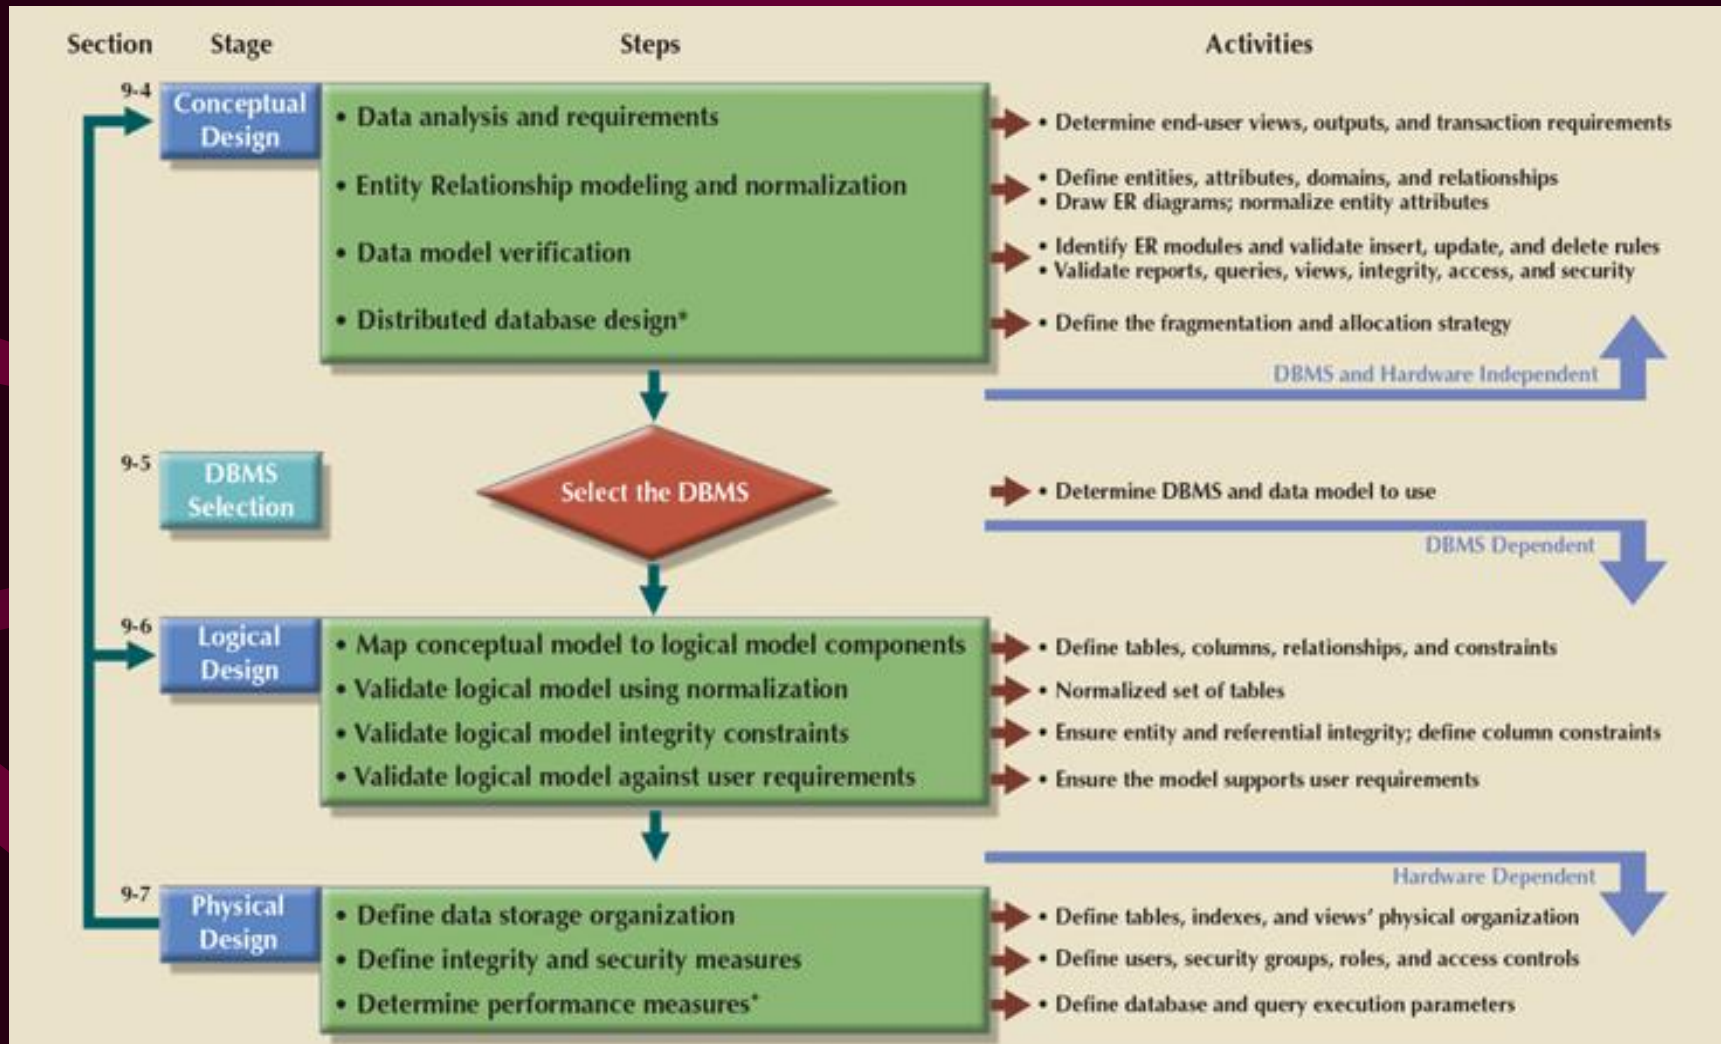 Section Stage Steps Activities
9-4
Conceptual
Design
• Data analysis and requirements
• Determine end-user views, outputs, and transaction requirements
• Entity Relationship modeling and normalization
• Define entities, attributes, domains, and relationships
• Draw ER diagrams; normalize entity attributes
• Data model verification
• Identify ER modules and validate insert, update, and delete rules
• Validate reports, queries, views, integrity, access, and security
• Distributed database design*
• Define the fragmentation and allocation strategy
DBMS and Hardware Independent
9-5
DBMS
Selection
Select the DBMS
• Determine DBMS and data model to use
DBMS Dependent
9-6
Logical
Design
• Map conceptual model to logical model components
• Define tables, columns, relationships, and constraints
• Validate logical model using normalization
• Normalized set of tables
• Validate logical model integrity constraints
• Ensure entity and referential integrity; define column constraints
• Validate logical model against user requirements
• Ensure the model supports user requirements
Hardware Dependent
9-7
Physical
Design
• Define data storage organization
• Define tables, indexes, and views’ physical organization
• Define integrity and security measures
• Define users, security groups, roles, and access controls
• Determine performance measures*
• Define database and query execution parameters